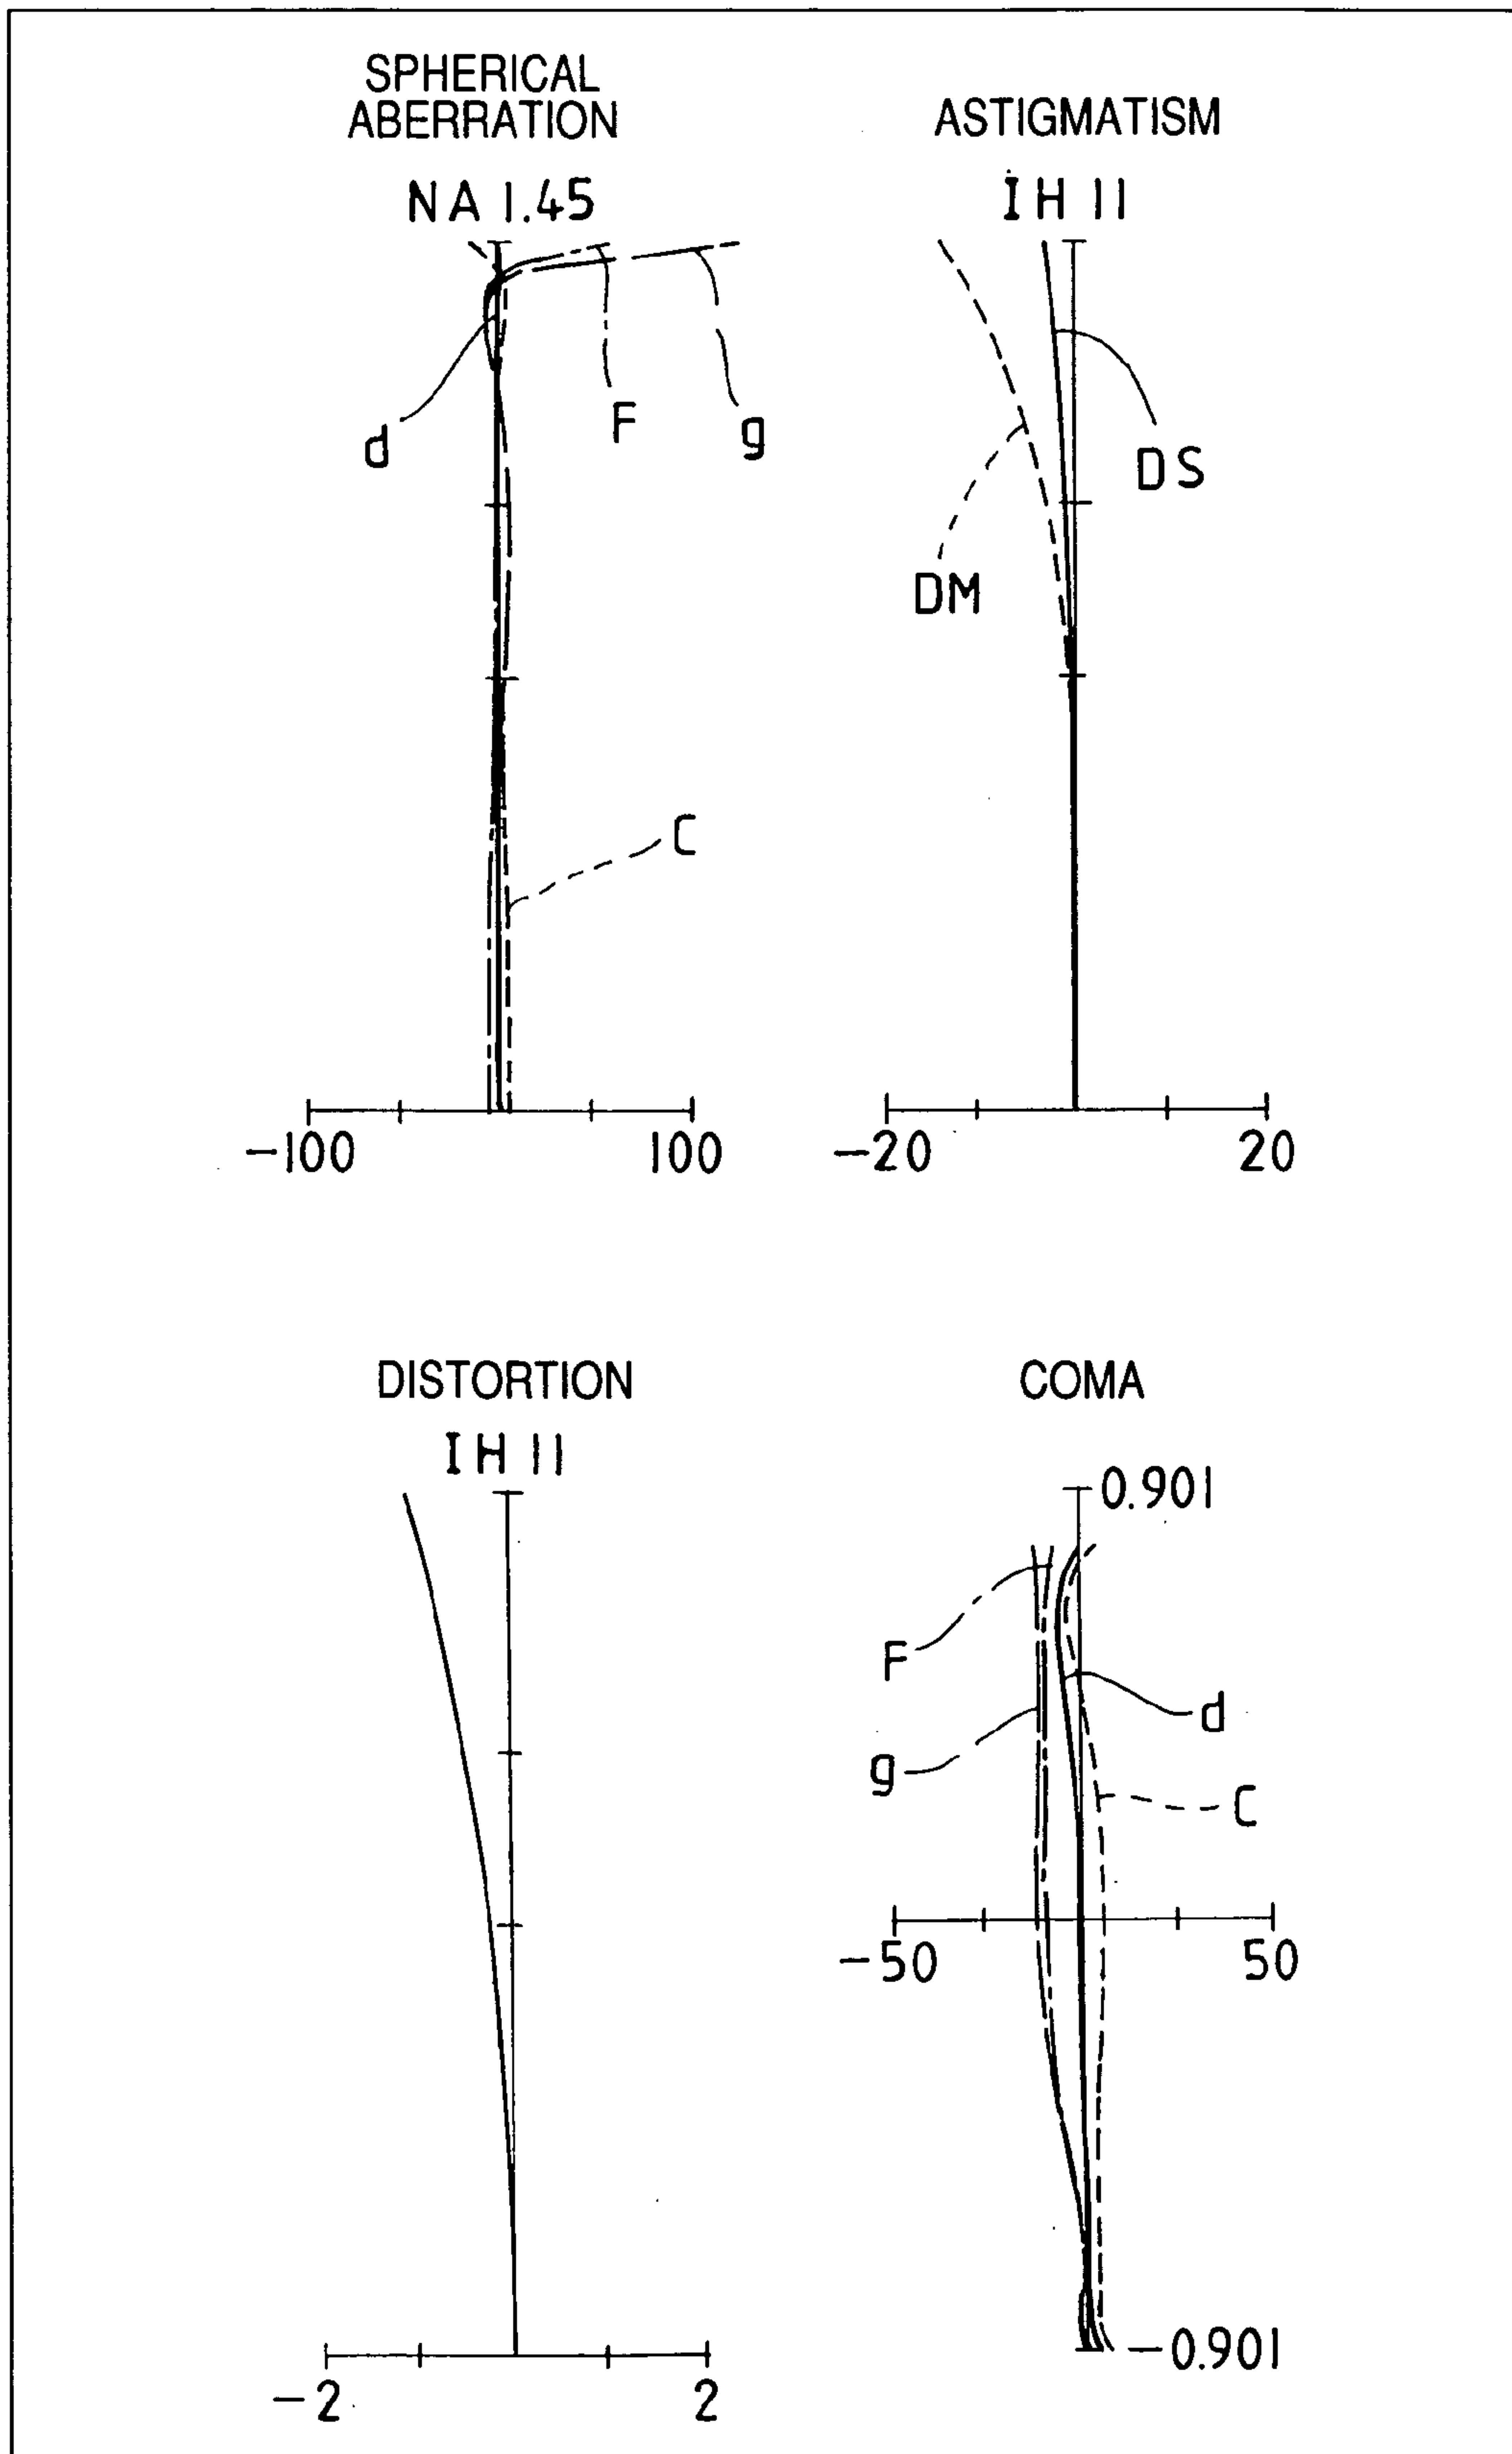 SPHERICAL
ABERRATION
NA 1.45
d
F
g
C
-100
100
ASTIGMATISM
IH 11
DS
DM
-20
20
DISTORTION
IH 11
-2
2
COMA
0.901
F
g
d
C
-50
50
-0.901